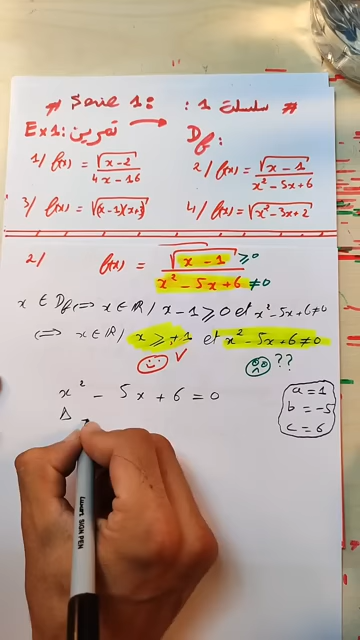 # Serie 1: : 1 سلسلة #
Ex1: تمرين → Df:
1/ f(x) = √(x-2) / (4x-16)
2/ f(x) = √(x-1) / (x²-5x+6)
3/ f(x) = √((x-1)(x+3))
4/ f(x) = √(x²-3x+2)
2/ f(x) = √(x-1) ≥0 / (x²-5x+6) ≠0
x ∈ Df ⟺ x ∈ ℝ / x-1 ≥ 0 et x²-5x+6 ≠ 0
⟺ x ∈ ℝ / x ≥ +1 et x²-5x+6 ≠ 0
✓ ??
x² - 5x + 6 = 0
Δ
a = 1
b = -5
c = 6
SIGN PEN